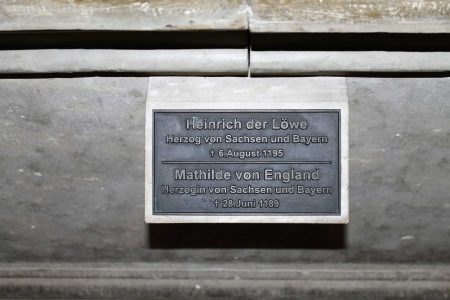 Heinrich der Löwe
Herzog von Sachsen und Bayern
† 6.August 1195
Mathilde von England
Herzogin von Sachsen und Bayern
† 28.Juni 1189